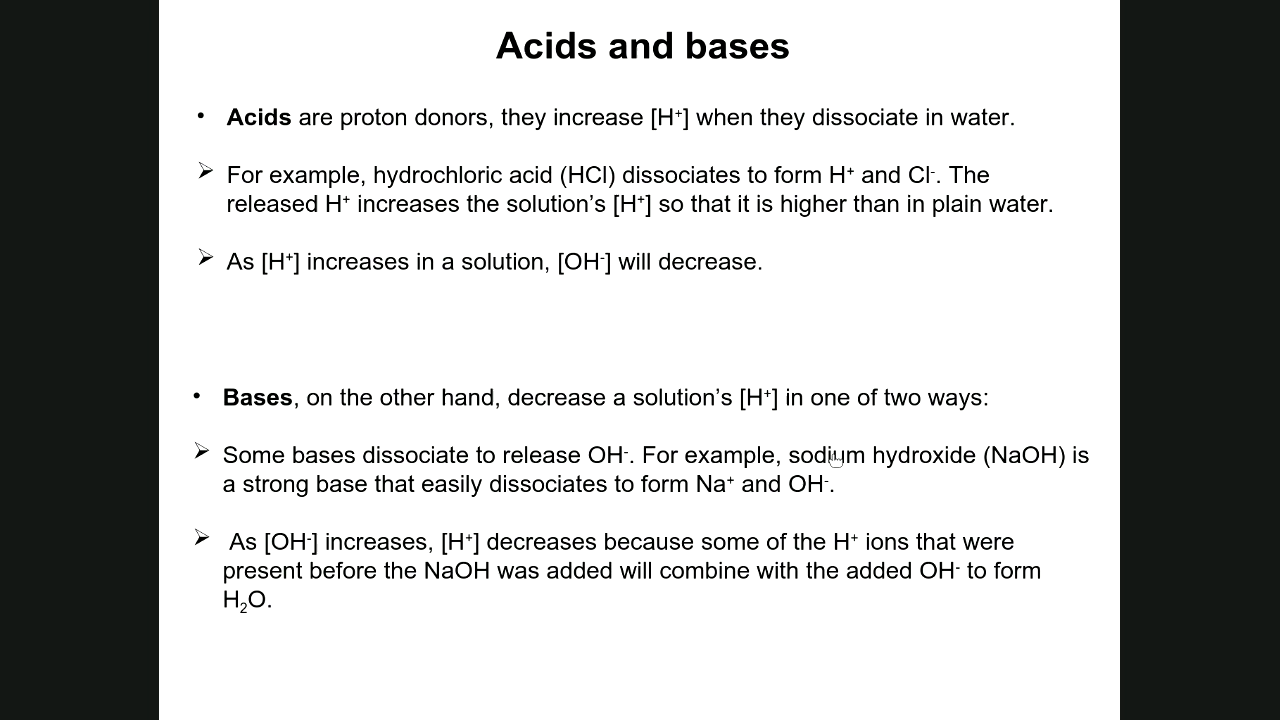 Acids and bases
• Acids are proton donors, they increase [H⁺] when they dissociate in water.
➢ For example, hydrochloric acid (HCl) dissociates to form H⁺ and Cl⁻. The
released H⁺ increases the solution’s [H⁺] so that it is higher than in plain water.
➢ As [H⁺] increases in a solution, [OH⁻] will decrease.
• Bases, on the other hand, decrease a solution’s [H⁺] in one of two ways:
➢ Some bases dissociate to release OH⁻. For example, sodium hydroxide (NaOH) is
a strong base that easily dissociates to form Na⁺ and OH⁻.
➢ As [OH⁻] increases, [H⁺] decreases because some of the H⁺ ions that were
present before the NaOH was added will combine with the added OH⁻ to form
H₂O.